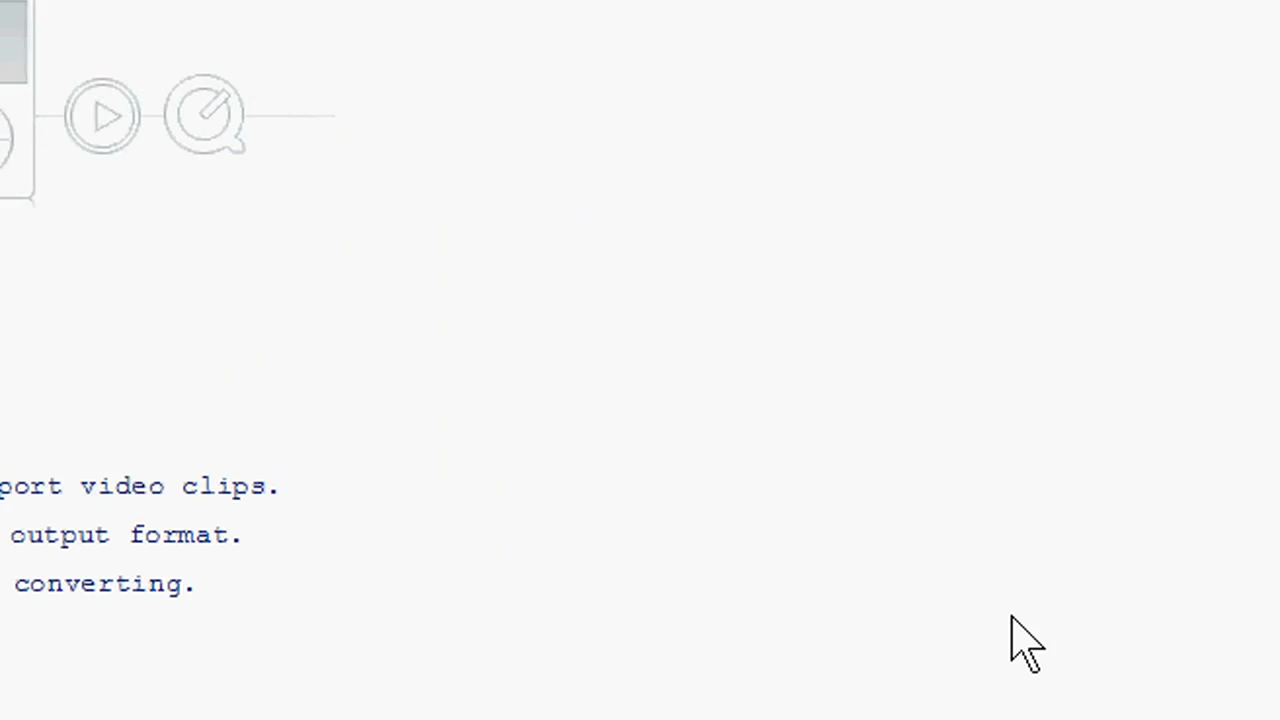 port video clips.
output format.
converting.